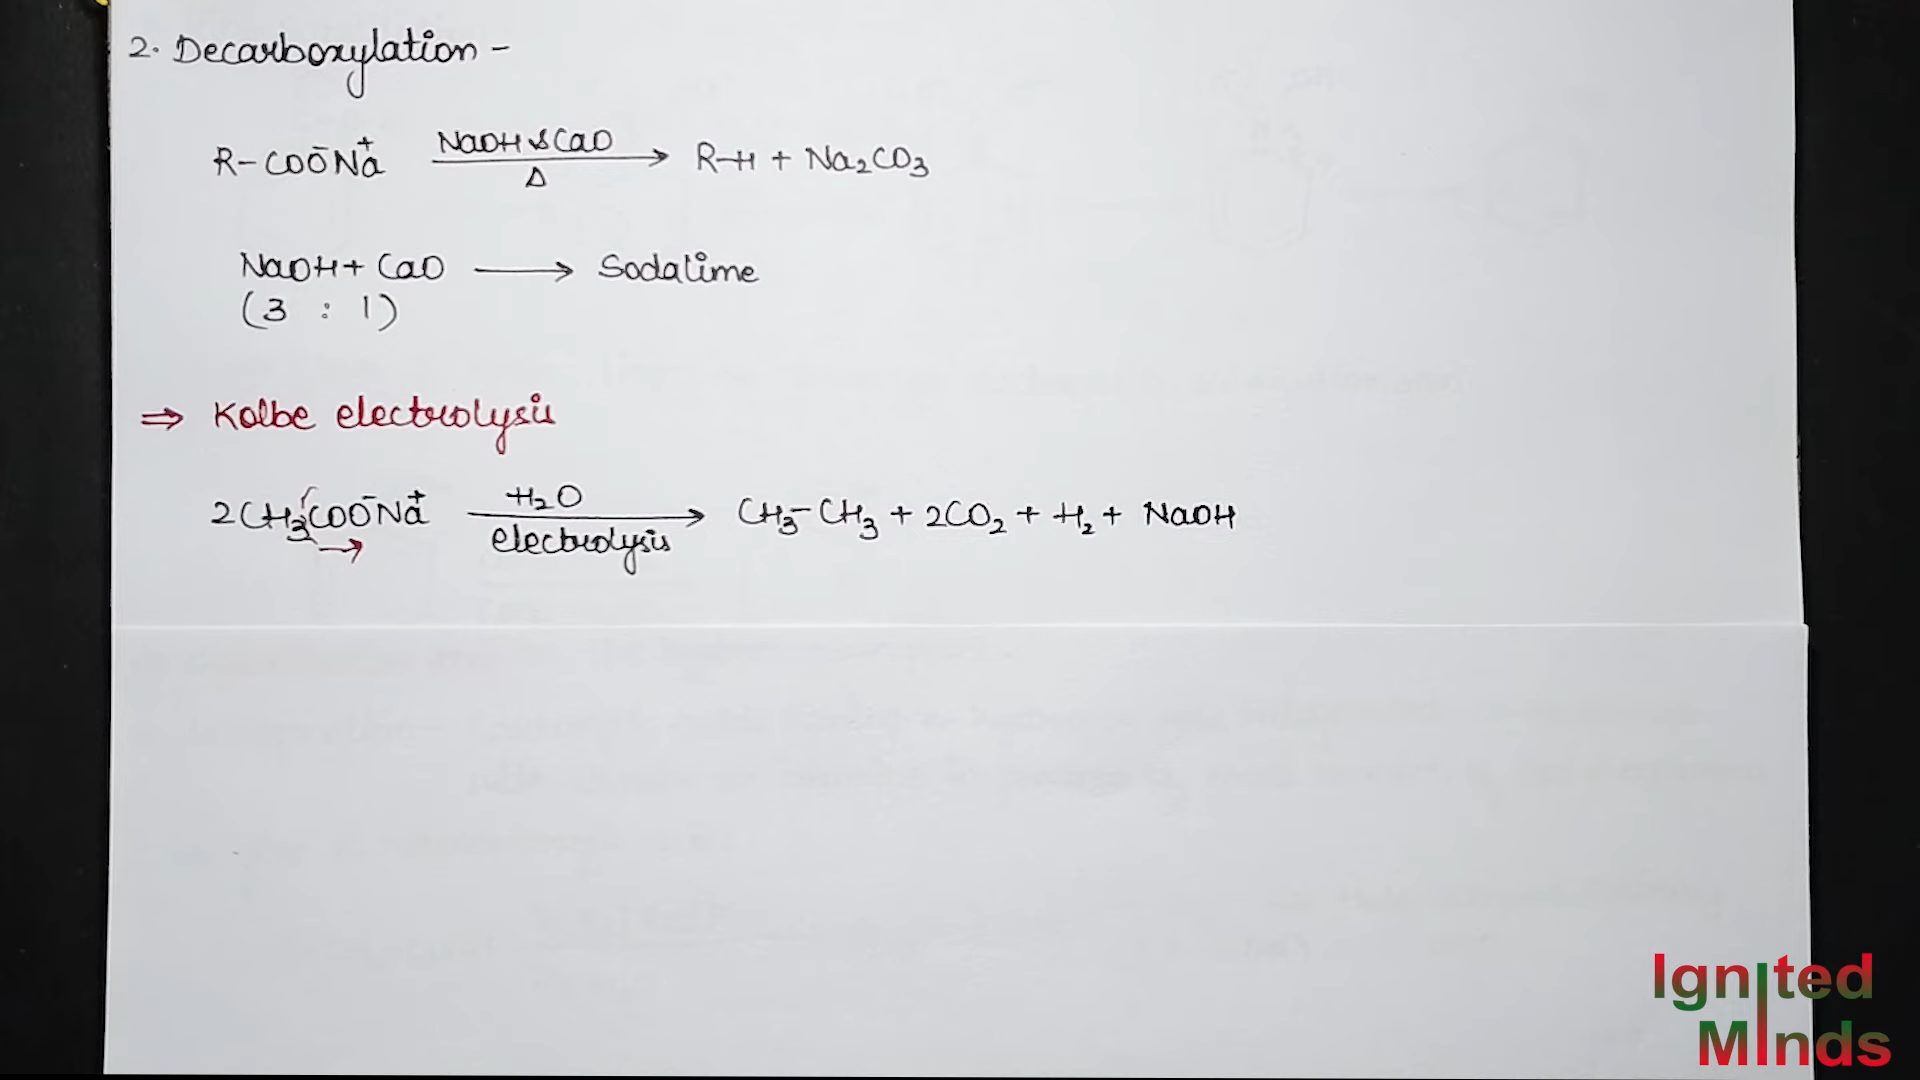 2. Decarboxylation -
R-COO⁻Na⁺ NaOH & CaO → R-H + Na₂CO₃
Δ
NaOH + CaO → Sodalime
(3 : 1)
⇒ Kolbe electrolysis
2CH₃COO⁻Na⁺ H₂O → CH₃-CH₃ + 2CO₂ + H₂ + NaOH
electrolysis
Ignited
Minds